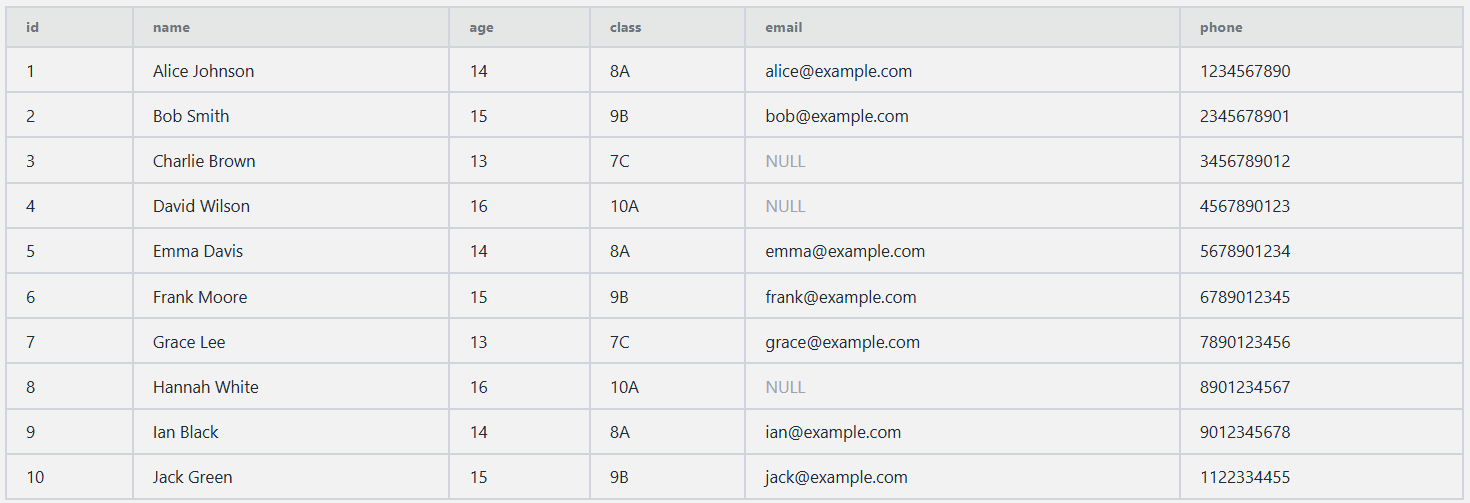 id name age class email phone
1 Alice Johnson 14 8A alice@example.com 1234567890
2 Bob Smith 15 9B bob@example.com 2345678901
3 Charlie Brown 13 7C NULL 3456789012
4 David Wilson 16 10A NULL 4567890123
5 Emma Davis 14 8A emma@example.com 5678901234
6 Frank Moore 15 9B frank@example.com 6789012345
7 Grace Lee 13 7C grace@example.com 7890123456
8 Hannah White 16 10A NULL 8901234567
9 Ian Black 14 8A ian@example.com 9012345678
10 Jack Green 15 9B jack@example.com 1122334455